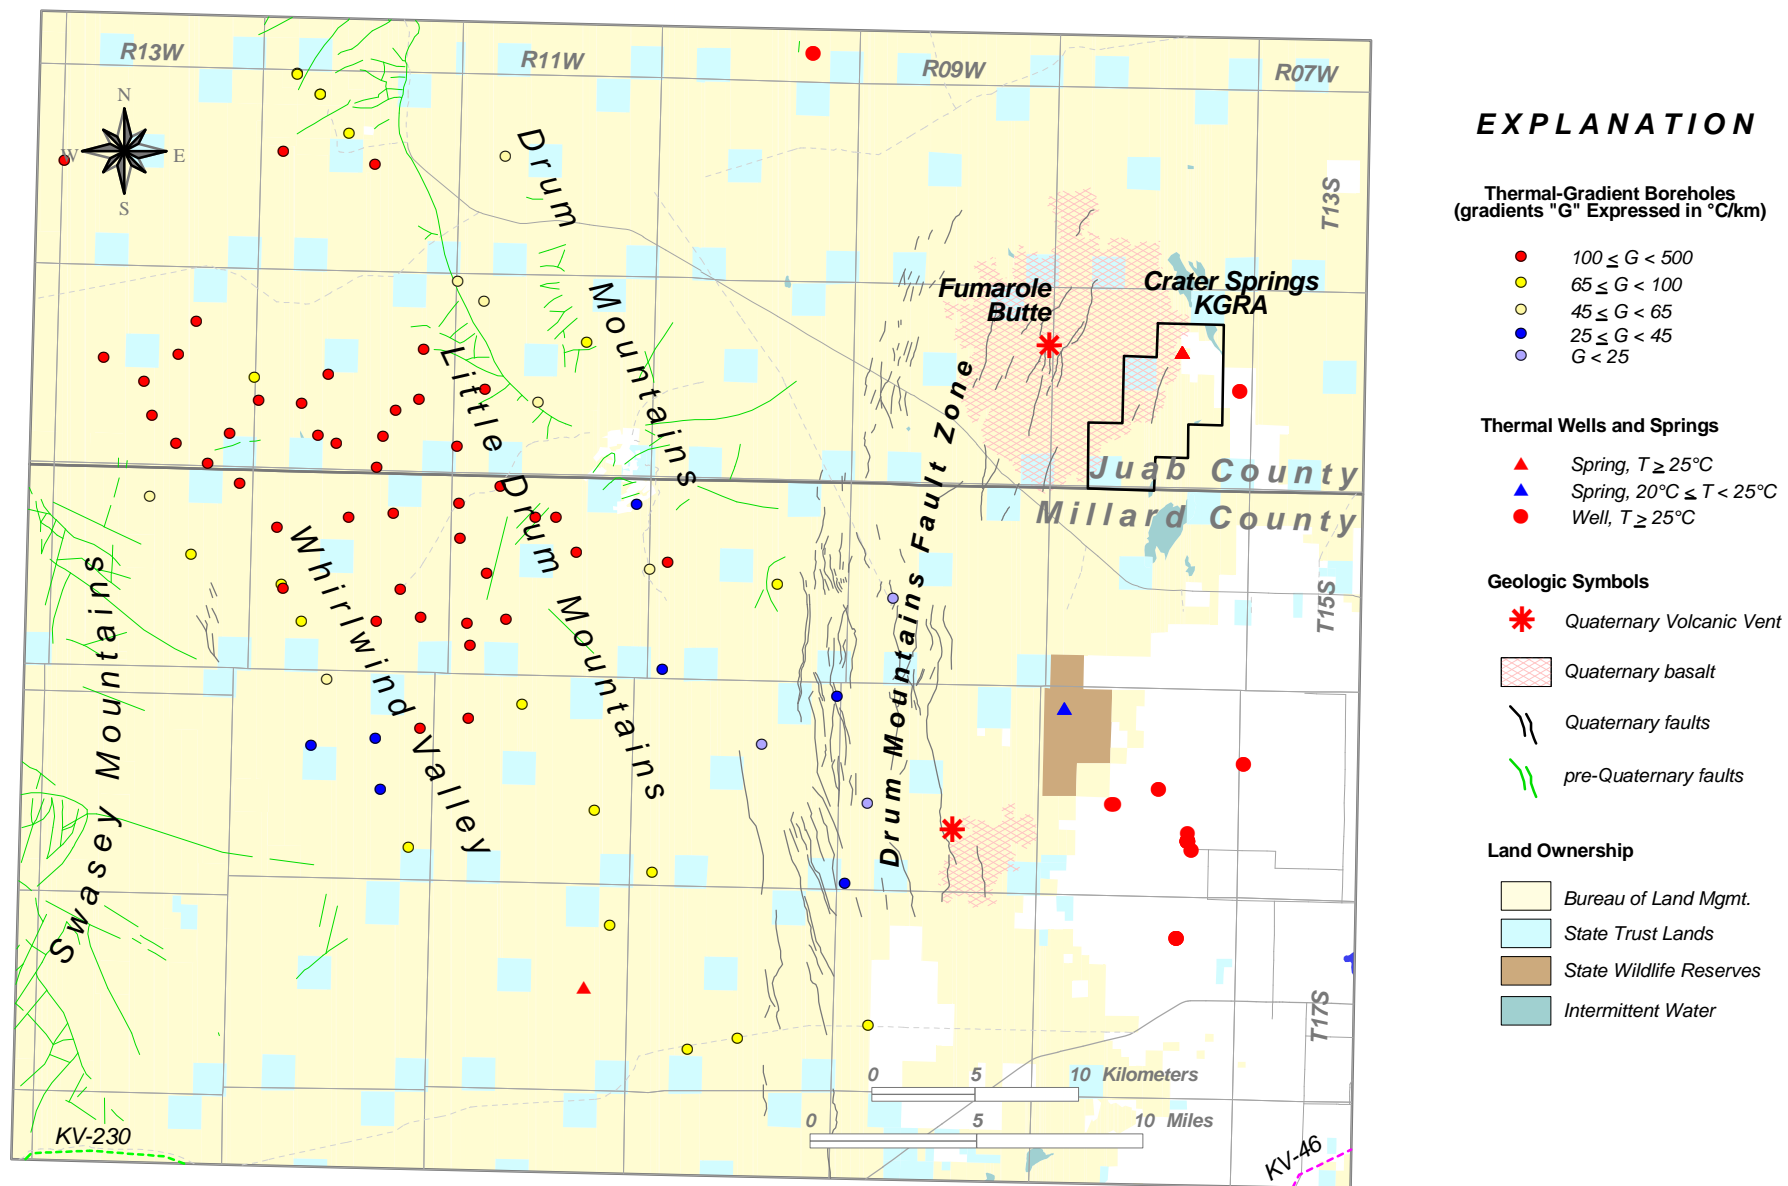 R13W
R11W
R09W
R07W
N
W
E
S
T13S
Drum Mountains
Fumarole
Butte
Crater Springs
KGRA
Little Drum Mountains
Juab County
Millard County
Drum Mountains Fault Zone
T15S
Whirlwind Valley
Swasey Mountains
T17S
0 5 10 Kilometers
0 5 10 Miles
KV-230
KV-46
EXPLANATION
Thermal-Gradient Boreholes
(gradients "G" Expressed in °C/km)
100 ≤ G < 500
65 ≤ G < 100
45 ≤ G < 65
25 ≤ G < 45
G < 25
Thermal Wells and Springs
Spring, T ≥ 25°C
Spring, 20°C ≤ T < 25°C
Well, T ≥ 25°C
Geologic Symbols
Quaternary Volcanic Vent
Quaternary basalt
Quaternary faults
pre-Quaternary faults
Land Ownership
Bureau of Land Mgmt.
State Trust Lands
State Wildlife Reserves
Intermittent Water